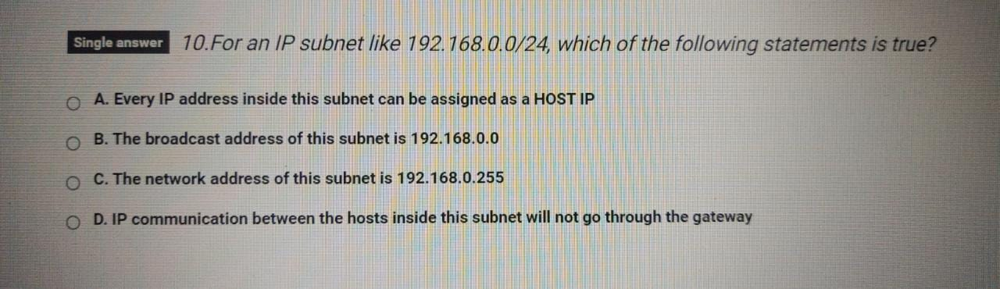 Single answer 10.For an IP subnet like 192.168.0.0/24, which of the following statements is true?
A. Every IP address inside this subnet can be assigned as a HOST IP
B. The broadcast address of this subnet is 192.168.0.0
C. The network address of this subnet is 192.168.0.255
D. IP communication between the hosts inside this subnet will not go through the gateway